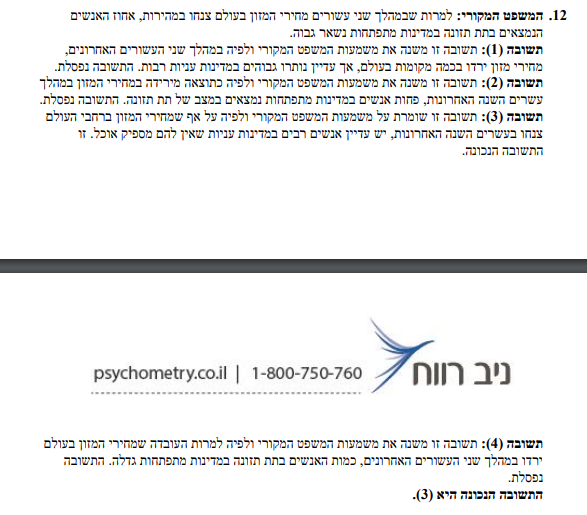 12. המשפט המקורי: למרות שבמהלך שני עשורים מחירי המזון בעולם צנחו במהירות, אחוז האנשים
הנמצאים בתת תזונה במדינות מתפתחות נשאר גבוה.
תשובה (1): תשובה זו משנה את משמעות המשפט המקורי ולפיה במהלך שני העשורים האחרונים,
מחירי מזון ירדו בכמה מקומות בעולם, אך עדיין נותרו גבוהים במדינות עניות רבות. התשובה נפסלת.
תשובה (2): תשובה זו משנה את משמעות המשפט המקורי ולפיה כתוצאה מירידה במחירי המזון במהלך
עשרים השנה האחרונות, פחות אנשים במדינות מתפתחות נמצאים במצב של תת תזונה. התשובה נפסלת.
תשובה (3): תשובה זו שומרת על משמעות המשפט המקורי ולפיה על אף שמחירי המזון ברחבי העולם
צנחו בעשרים השנה האחרונות, יש עדיין אנשים רבים במדינות עניות שאין להם מספיק אוכל. זו
התשובה הנכונה.
ניב רווח
psychometry.co.il | 1-800-750-760
תשובה (4): תשובה זו משנה את משמעות המשפט המקורי ולפיה למרות העובדה שמחירי המזון בעולם
ירדו במהלך שני העשורים האחרונים, כמות האנשים בתת תזונה במדינות מתפתחות גדלה. התשובה
נפסלת.
התשובה הנכונה היא (3).